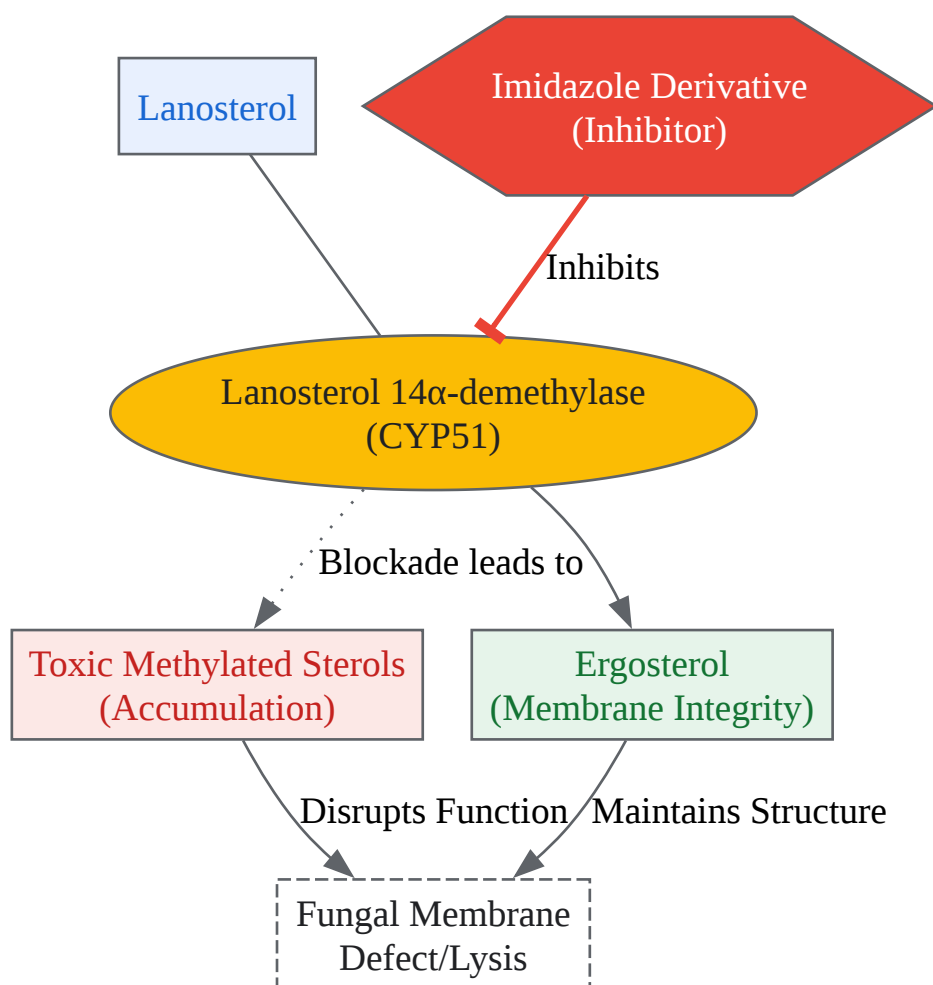 Lanosterol
Imidazole Derivative
(Inhibitor)
Inhibits
Lanosterol 14α-demethylase
(CYP51)
Blockade leads to
Toxic Methylated Sterols
(Accumulation)
Ergosterol
(Membrane Integrity)
Disrupts Function
Maintains Structure
Fungal Membrane
Defect/Lysis